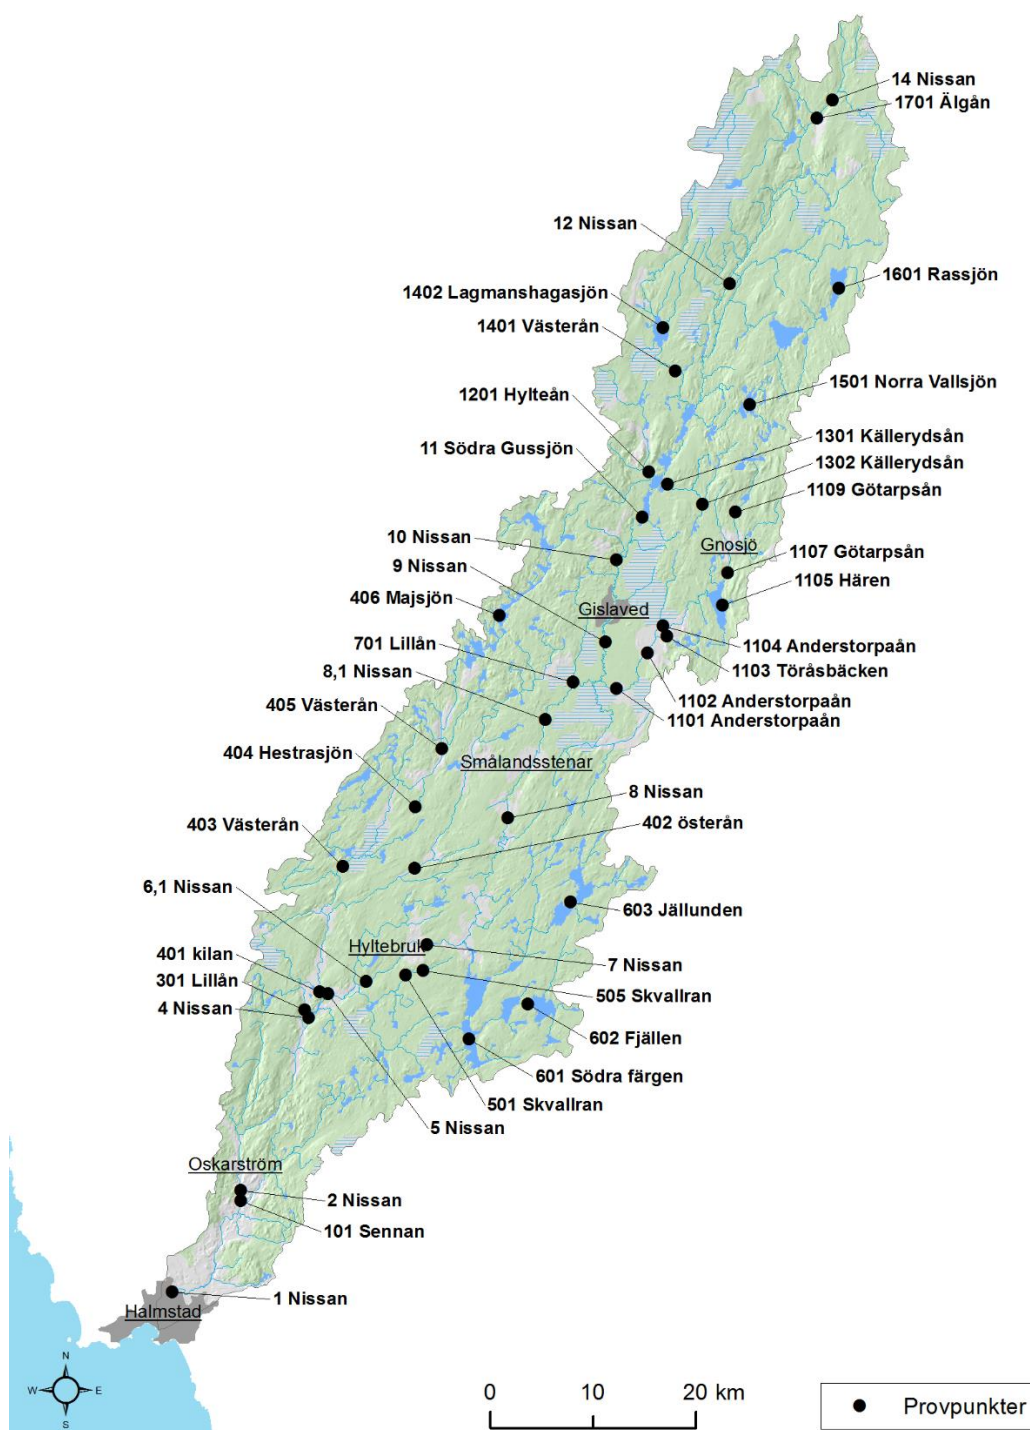 14 Nissan
1701 Älgån
12 Nissan
1601 Rassjön
1402 Lagmanshagasjön
1401 Västerån
1501 Norra Vallsjön
1201 Hylteån
1301 Källerydsån
11 Södra Gussjön
1302 Källerydsån
1109 Götarpsån
10 Nissan
Gnosjö
1107 Götarpsån
9 Nissan
1105 Hären
406 Majsjön
Gislaved
701 Lillån
1104 Anderstorpaån
8,1 Nissan
1103 Töråsbäcken
1102 Anderstorpaån
405 Västerån
1101 Anderstorpaån
404 Hestrasjön
Smålandsstenar
8 Nissan
403 Västerån
402 österån
6,1 Nissan
603 Jällunden
Hyltebruk
401 kilan
7 Nissan
301 Lillån
505 Skvallran
4 Nissan
602 Fjällen
601 Södra färgen
501 Skvallran
5 Nissan
Oskarström
2 Nissan
101 Sennan
1 Nissan
Halmstad
N
W E
S
0 10 20 km
Provpunkter